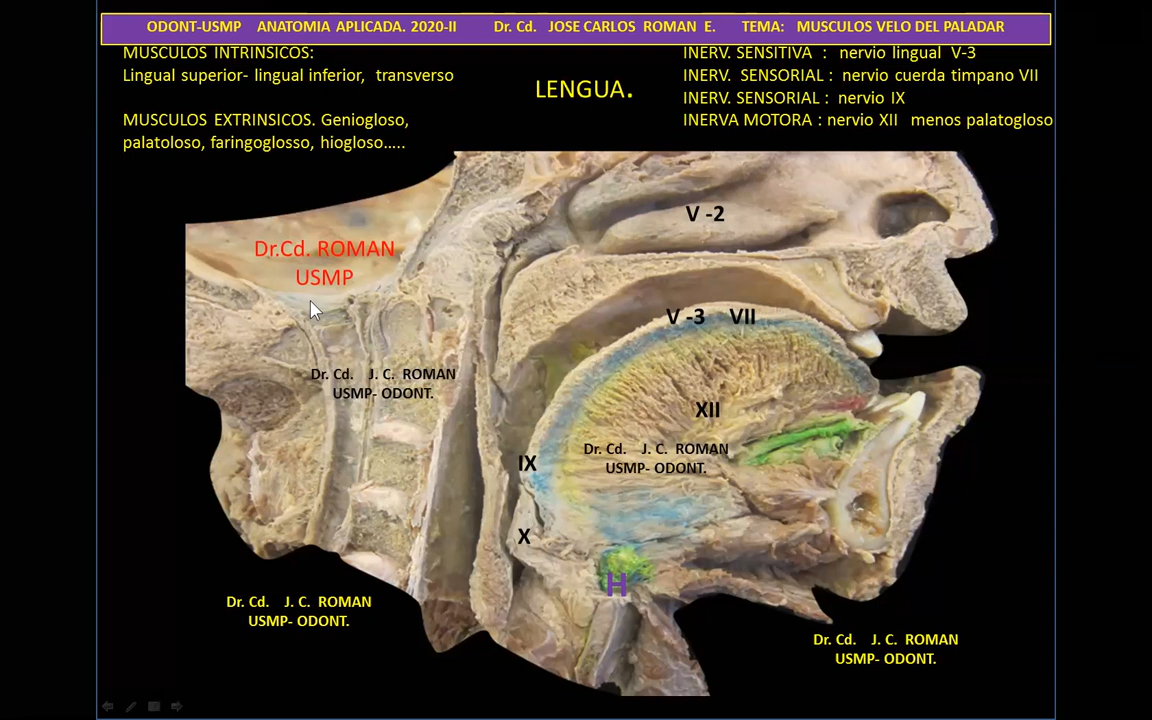 ODONT-USMP ANATOMIA APLICADA. 2020-II Dr. Cd. JOSE CARLOS ROMAN E. TEMA: MUSCULOS VELO DEL PALADAR
MUSCULOS INTRINSICOS:
Lingual superior- lingual inferior, transverso
MUSCULOS EXTRINSICOS. Geniogloso,
palatoloso, faringoglosso, hiogloso.....
LENGUA.
INERV. SENSITIVA : nervio lingual V-3
INERV. SENSORIAL : nervio cuerda timpano VII
INERV. SENSORIAL : nervio IX
INERVA MOTORA : nervio XII menos palatogloso
V -2
Dr.Cd. ROMAN
USMP
V -3 VII
Dr. Cd. J. C. ROMAN
USMP- ODONT.
XII
Dr. Cd. J. C. ROMAN
USMP- ODONT.
IX
X
H
Dr. Cd. J. C. ROMAN
USMP- ODONT.
Dr. Cd. J. C. ROMAN
USMP- ODONT.